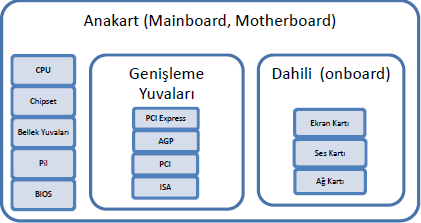 Anakart (Mainboard, Motherboard)
CPU
Chipset
Bellek Yuvaları
Pil
BIOS
Genişleme
Yuvaları
PCI Express
AGP
PCI
ISA
Dahili (onboard)
Ekran Kartı
Ses Kartı
Ağ Kartı